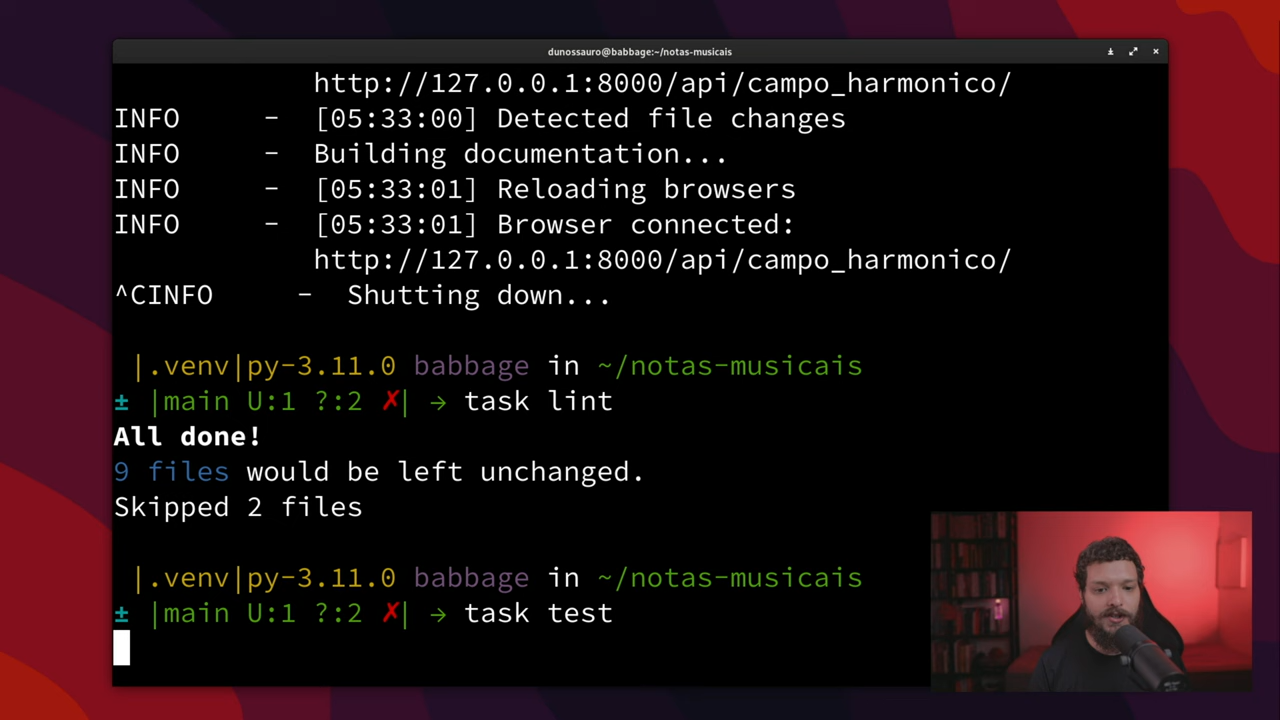 dunossauro@babbage:~/notas-musicais
http://127.0.0.1:8000/api/campo_harmonico/
INFO - [05:33:00] Detected file changes
INFO - Building documentation...
INFO - [05:33:01] Reloading browsers
INFO - [05:33:01] Browser connected:
http://127.0.0.1:8000/api/campo_harmonico/
^CINFO - Shutting down...
|.venv|py-3.11.0 babbage in ~/notas-musicais
± |main U:1 ?:2 ✗| → task lint
All done!
9 files would be left unchanged.
Skipped 2 files
|.venv|py-3.11.0 babbage in ~/notas-musicais
± |main U:1 ?:2 ✗| → task test